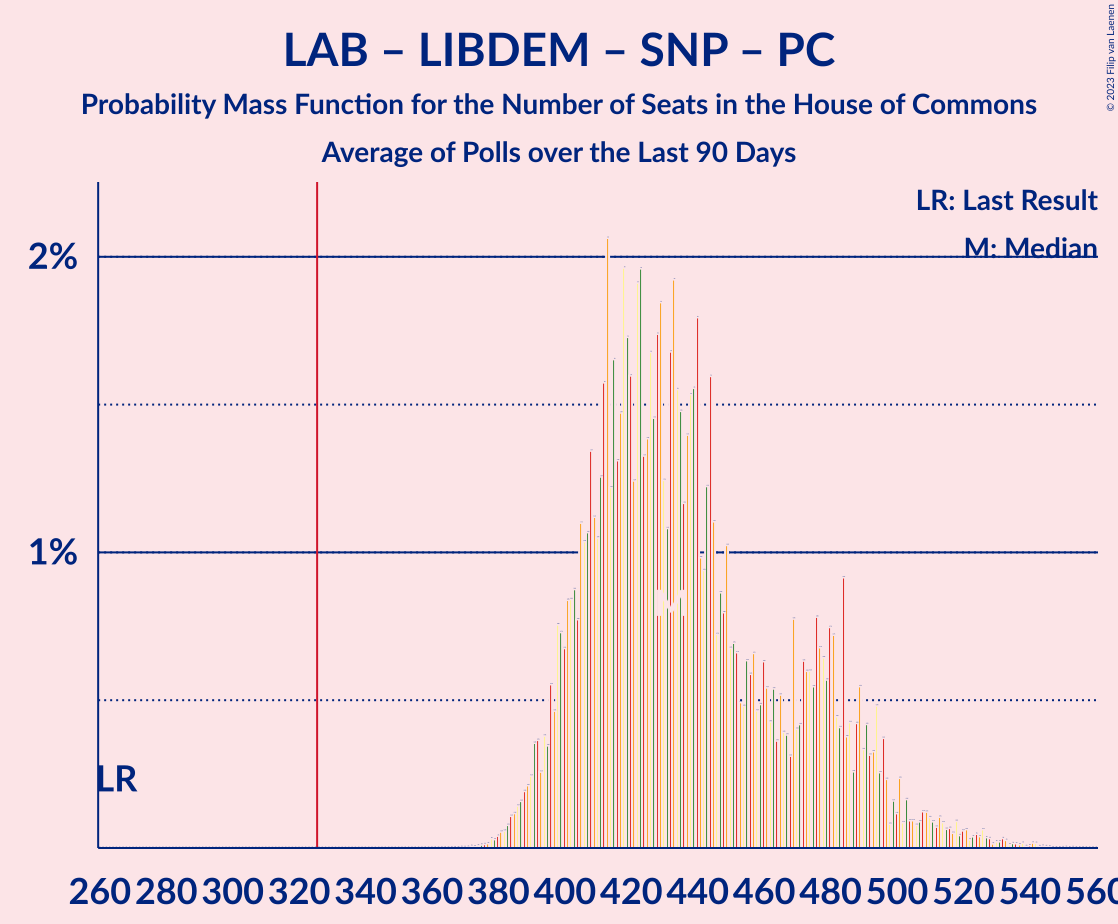 LAB – LIBDEM – SNP – PC
Probability Mass Function for the Number of Seats in the House of Commons
Average of Polls over the Last 90 Days
© 2023 Filip van Laenen
LR: Last Result
M: Median
2%
1%
LR
260 280 300 320 340 360 380 400 420 440 460 480 500 520 540 560